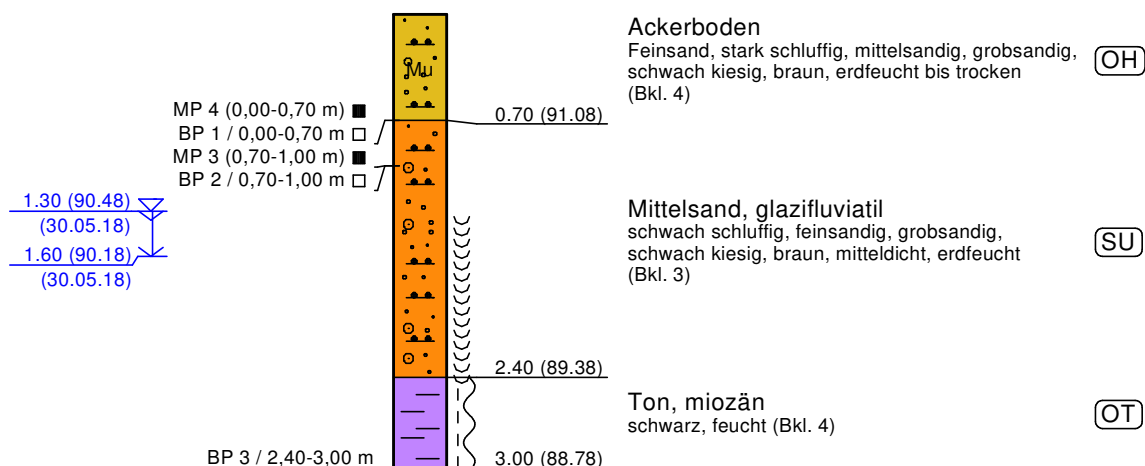 Ackerboden
Feinsand, stark schluffig, mittelsandig, grobsandig,
schwach kiesig, braun, erdfeucht bis trocken
(Bkl. 4)
OH
Mu
MP 4 (0,00-0,70 m)
BP 1 / 0,00-0,70 m
MP 3 (0,70-1,00 m)
BP 2 / 0,70-1,00 m
0.70 (91.08)
1.30 (90.48)
(30.05.18)
1.60 (90.18)
(30.05.18)
Mittelsand, glazifluviatil
schwach schluffig, feinsandig, grobsandig,
schwach kiesig, braun, mitteldicht, erdfeucht
(Bkl. 3)
SU
2.40 (89.38)
Ton, miozän
schwarz, feucht (Bkl. 4)
OT
BP 3 / 2,40-3,00 m
3.00 (88.78)